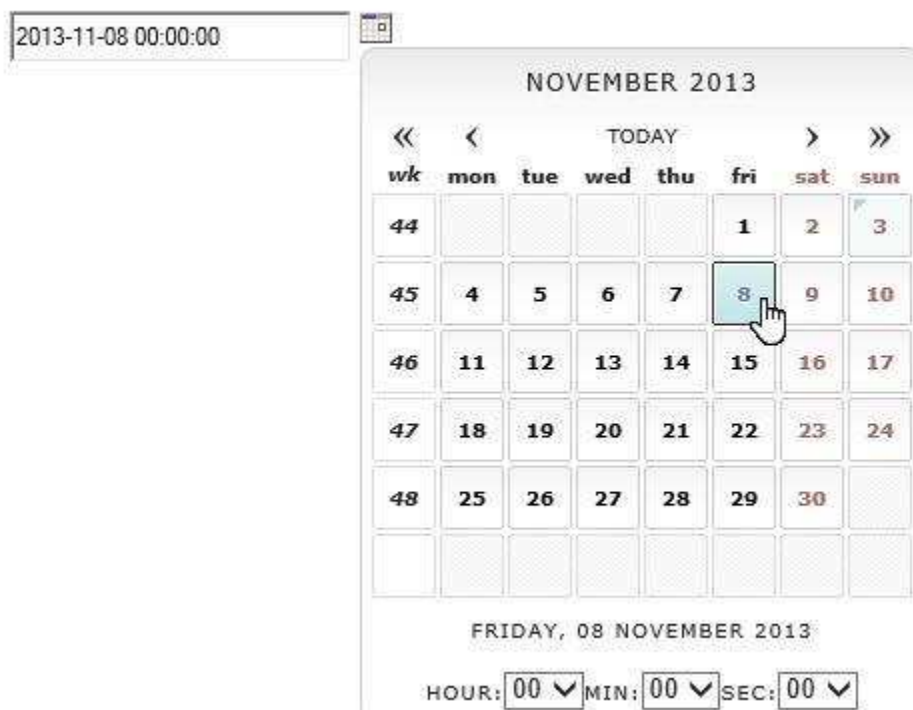 2013-11-08 00:00:00
NOVEMBER 2013
« ‹ TODAY › »
wk mon tue wed thu fri sat sun
44 1 2 3
45 4 5 6 7 8 9 10
46 11 12 13 14 15 16 17
47 18 19 20 21 22 23 24
48 25 26 27 28 29 30
FRIDAY, 08 NOVEMBER 2013
HOUR: 00 MIN: 00 SEC: 00